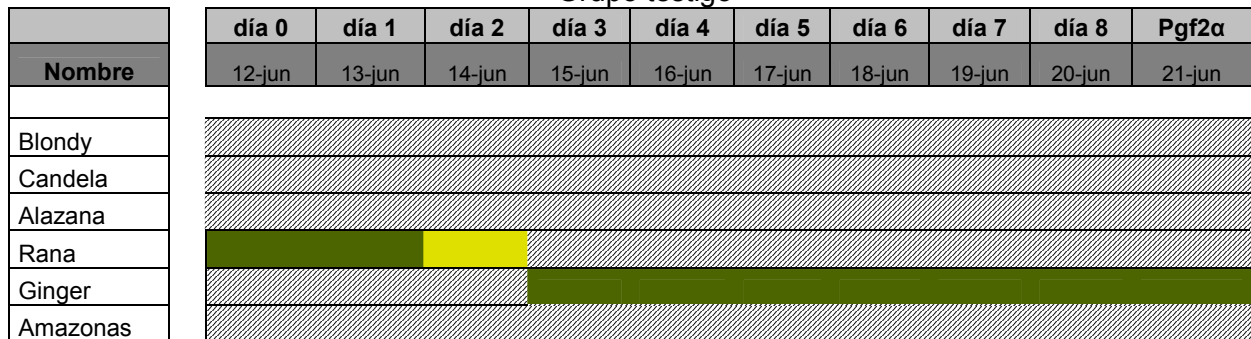 Grupo testigo
día 0 día 1 día 2 día 3 día 4 día 5 día 6 día 7 día 8 Pgf2α
Nombre 12-jun 13-jun 14-jun 15-jun 16-jun 17-jun 18-jun 19-jun 20-jun 21-jun
Blondy
Candela
Alazana
Rana
Ginger
Amazonas